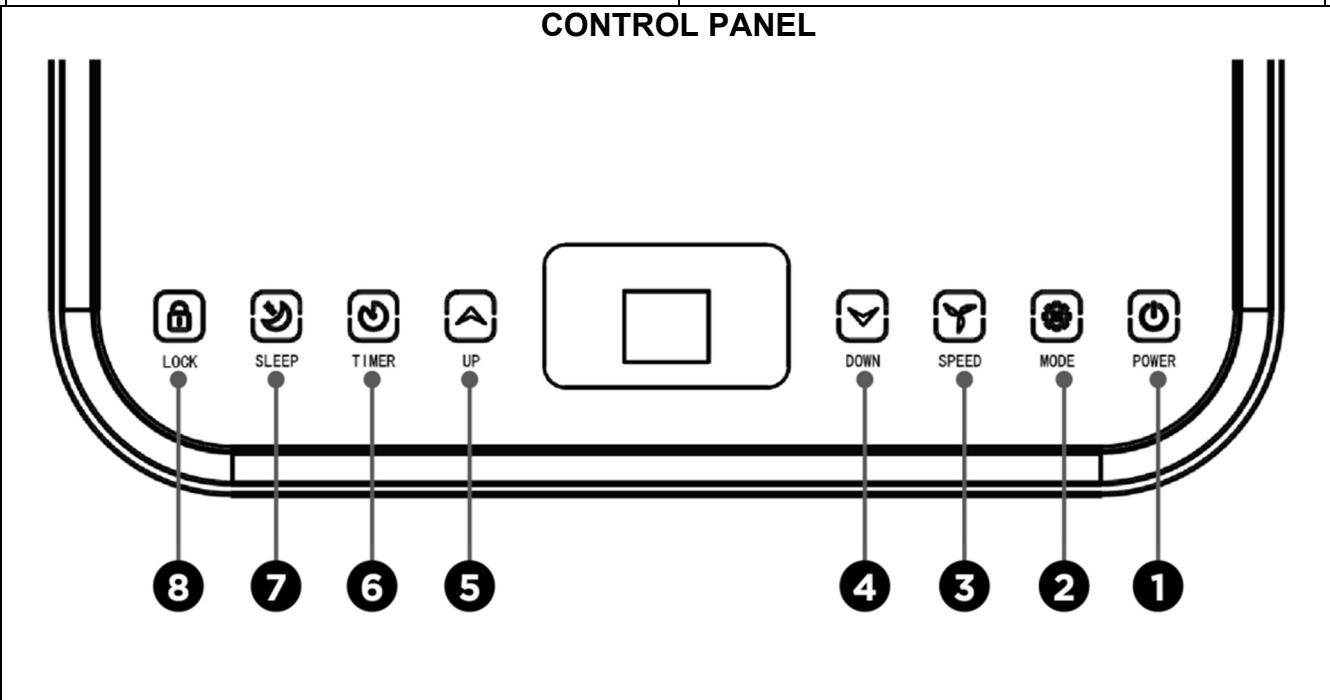 CONTROL PANEL
LOCK SLEEP TIMER UP DOWN SPEED MODE POWER
8 7 6 5 4 3 2 1